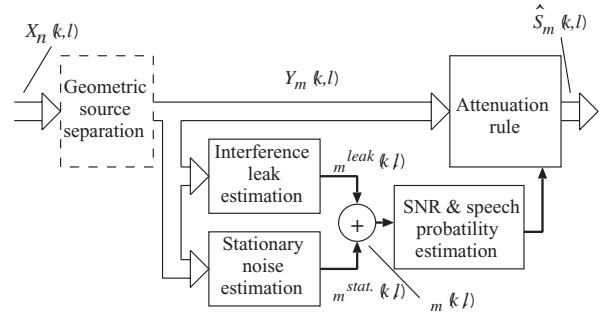 X_n(k,l)
Ŝ_m(k,l)
Geometric
source
separation
Y_m(k,l)
Attenuation
rule
Interference
leak
estimation
m^leak (k,l)
+
SNR & speech
probatility
estimation
Stationary
noise
estimation
m^stat. (k,l)
m (k,l)